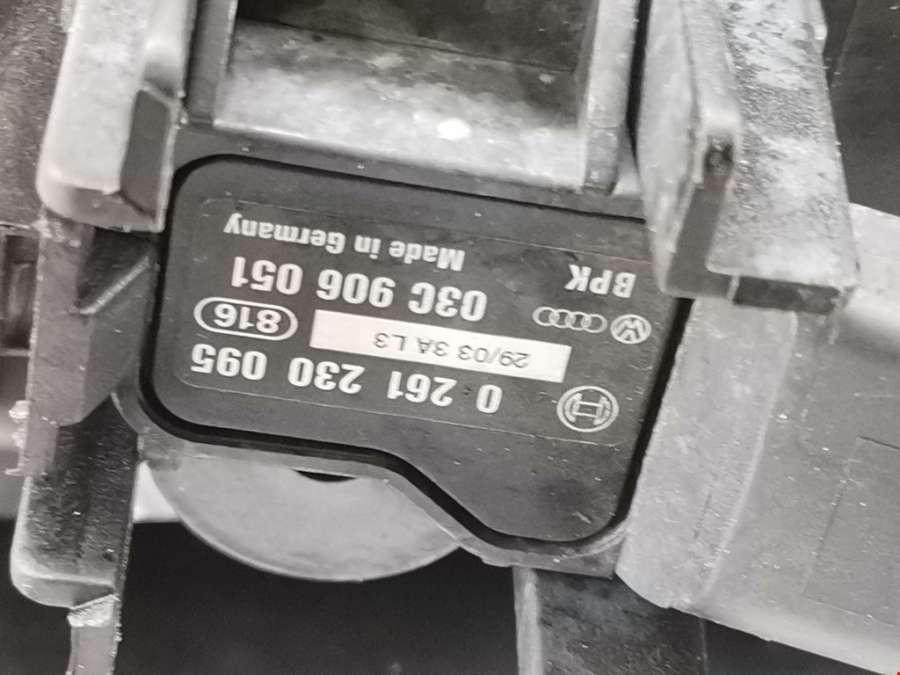 0 261 230 095
29/03 3A L3
816
03C 906 051
BPK
Made in Germany